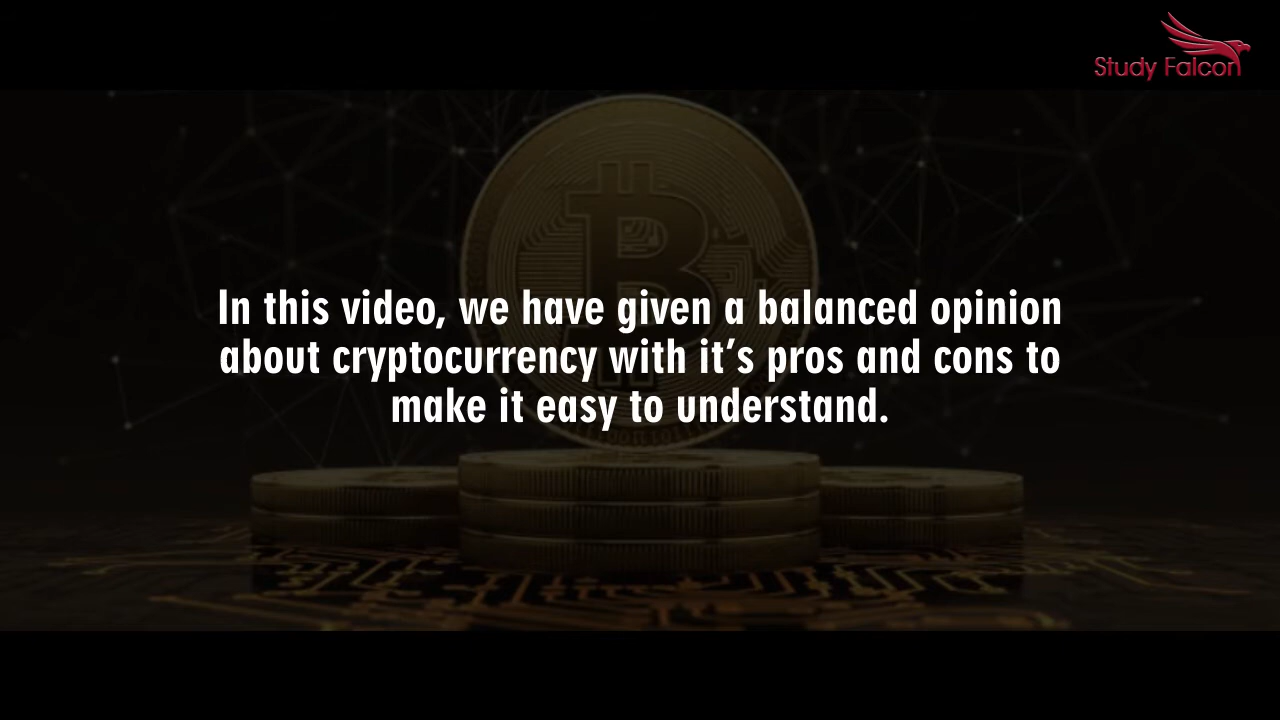 Study Falcon
In this video, we have given a balanced opinion
about cryptocurrency with it’s pros and cons to
make it easy to understand.